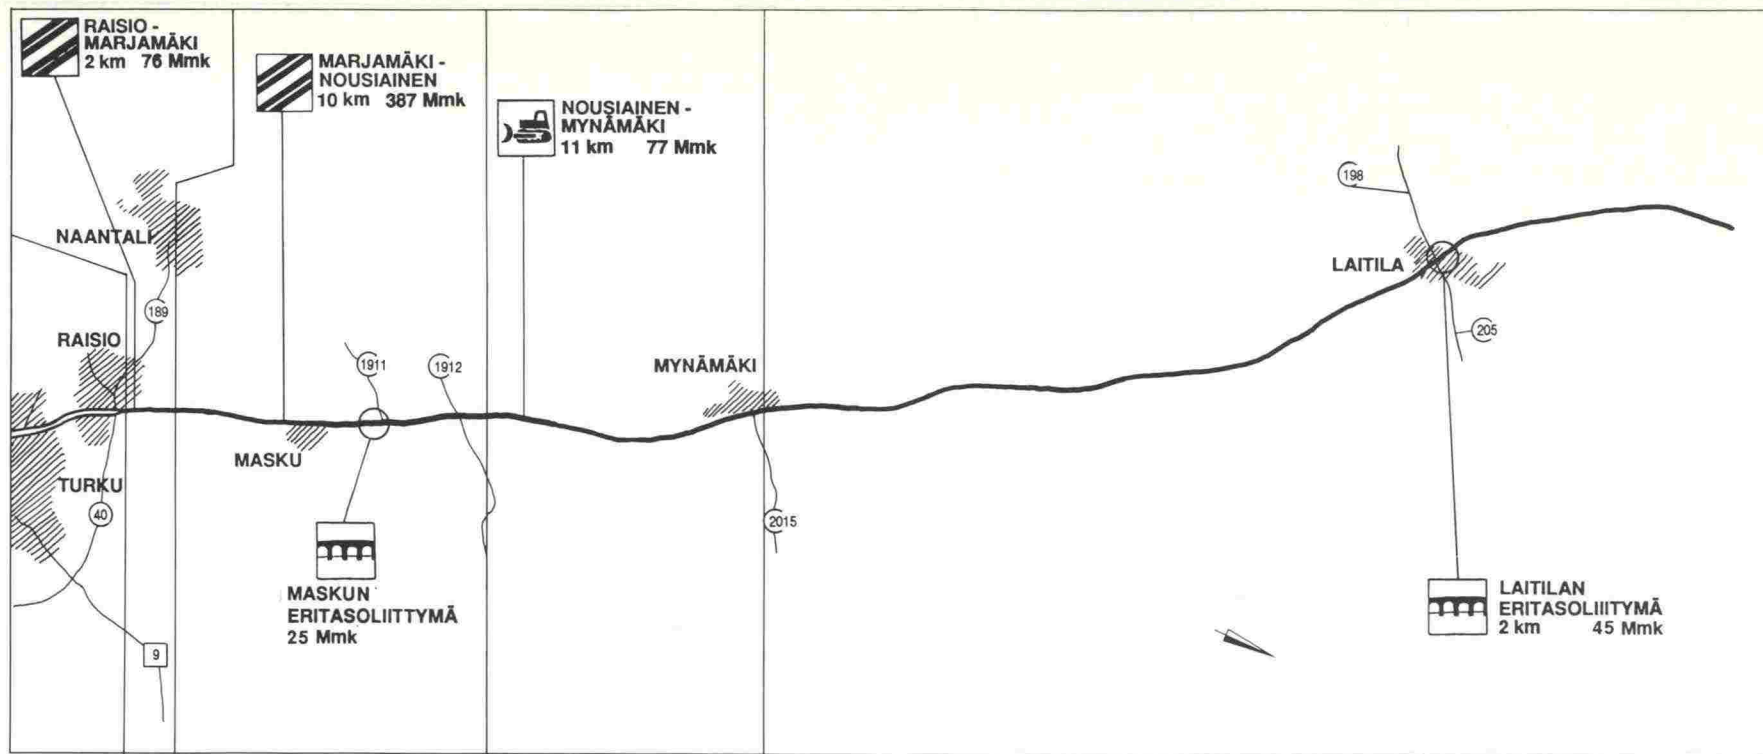 RAISIO -
MARJAMÄKI
2 km 76 Mmk
MARJAMÄKI -
NOUSIAINEN
10 km 387 Mmk
NOUSIAINEN -
MYNÄMÄKI
11 km 77 Mmk
198
NAANTALI
LAITILA
189
205
RAISIO
1911
1912
MYNÄMÄKI
MASKU
TURKU
40
2015
MASKUN
ERITASOLIITTYMÄ
25 Mmk
LAITILAN
ERITASOLIIITYMÄ
2 km 45 Mmk
9